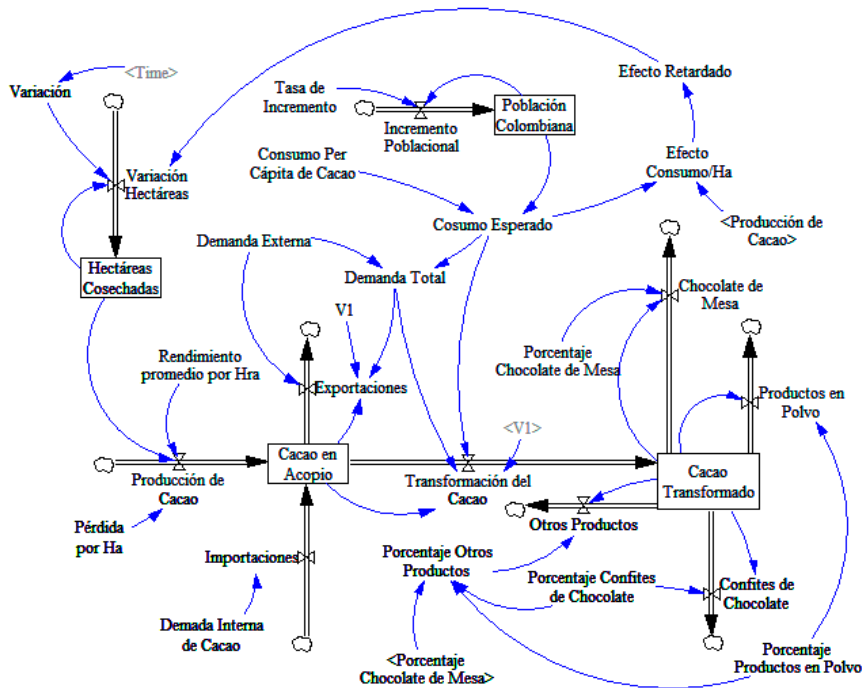 <Time>
Variación
Efecto Retardado
Tasa de
Incremento
Población
Colombiana
Incremento
Poblacional
Consumo Per
Cápita de Cacao
Efecto
Consumo/Ha
Variación
Hectáreas
<Producción de
Cacao>
Cosumo Esperado
Demanda Externa
Hectáreas
Cosechadas
Demanda Total
Chocolate de
Mesa
V1
Rendimiento
promedio por Hra
Porcentaje
Chocolate de Mesa
Exportaciones
Productos en
Polvo
<V1>
Cacao en
Acopio
Producción de
Cacao
Transformación del
Cacao
Cacao
Transformado
Pérdida
por Ha
Otros Productos
Importaciones
Porcentaje Otros
Productos
Porcentaje Confites
de Chocolate
Confites de
Chocolate
Demada Interna
de Cacao
<Porcentaje
Chocolate de Mesa>
Porcentaje
Productos en Polvo